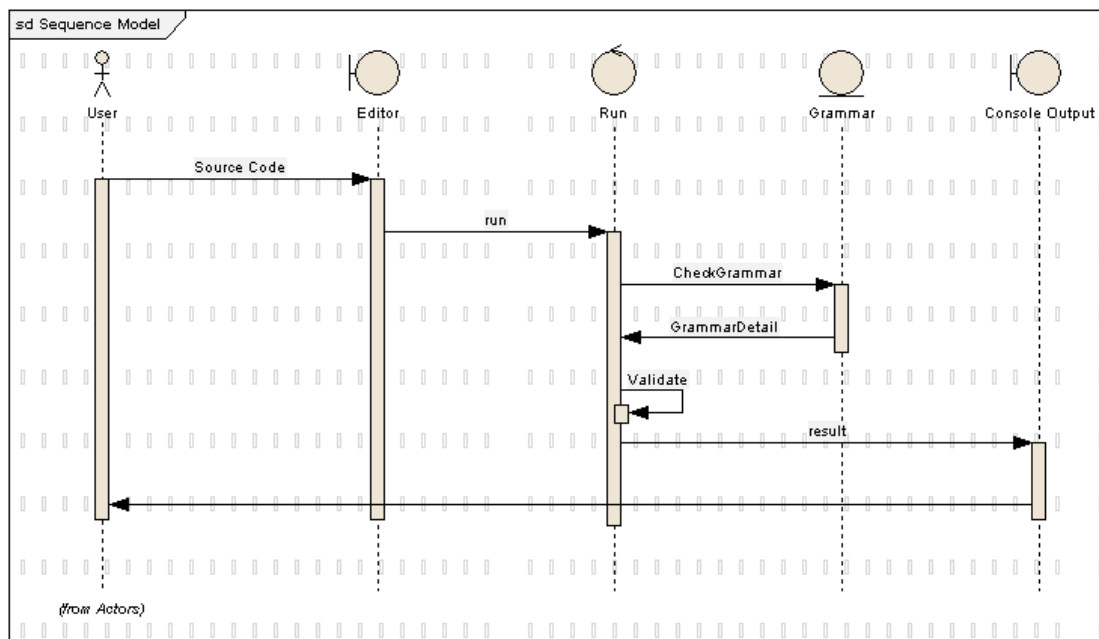 sd Sequence Model
User
Editor
Run
Grammar
Console Output
Source Code
run
CheckGrammar
GrammarDetail
Validate
result
(from Actors)